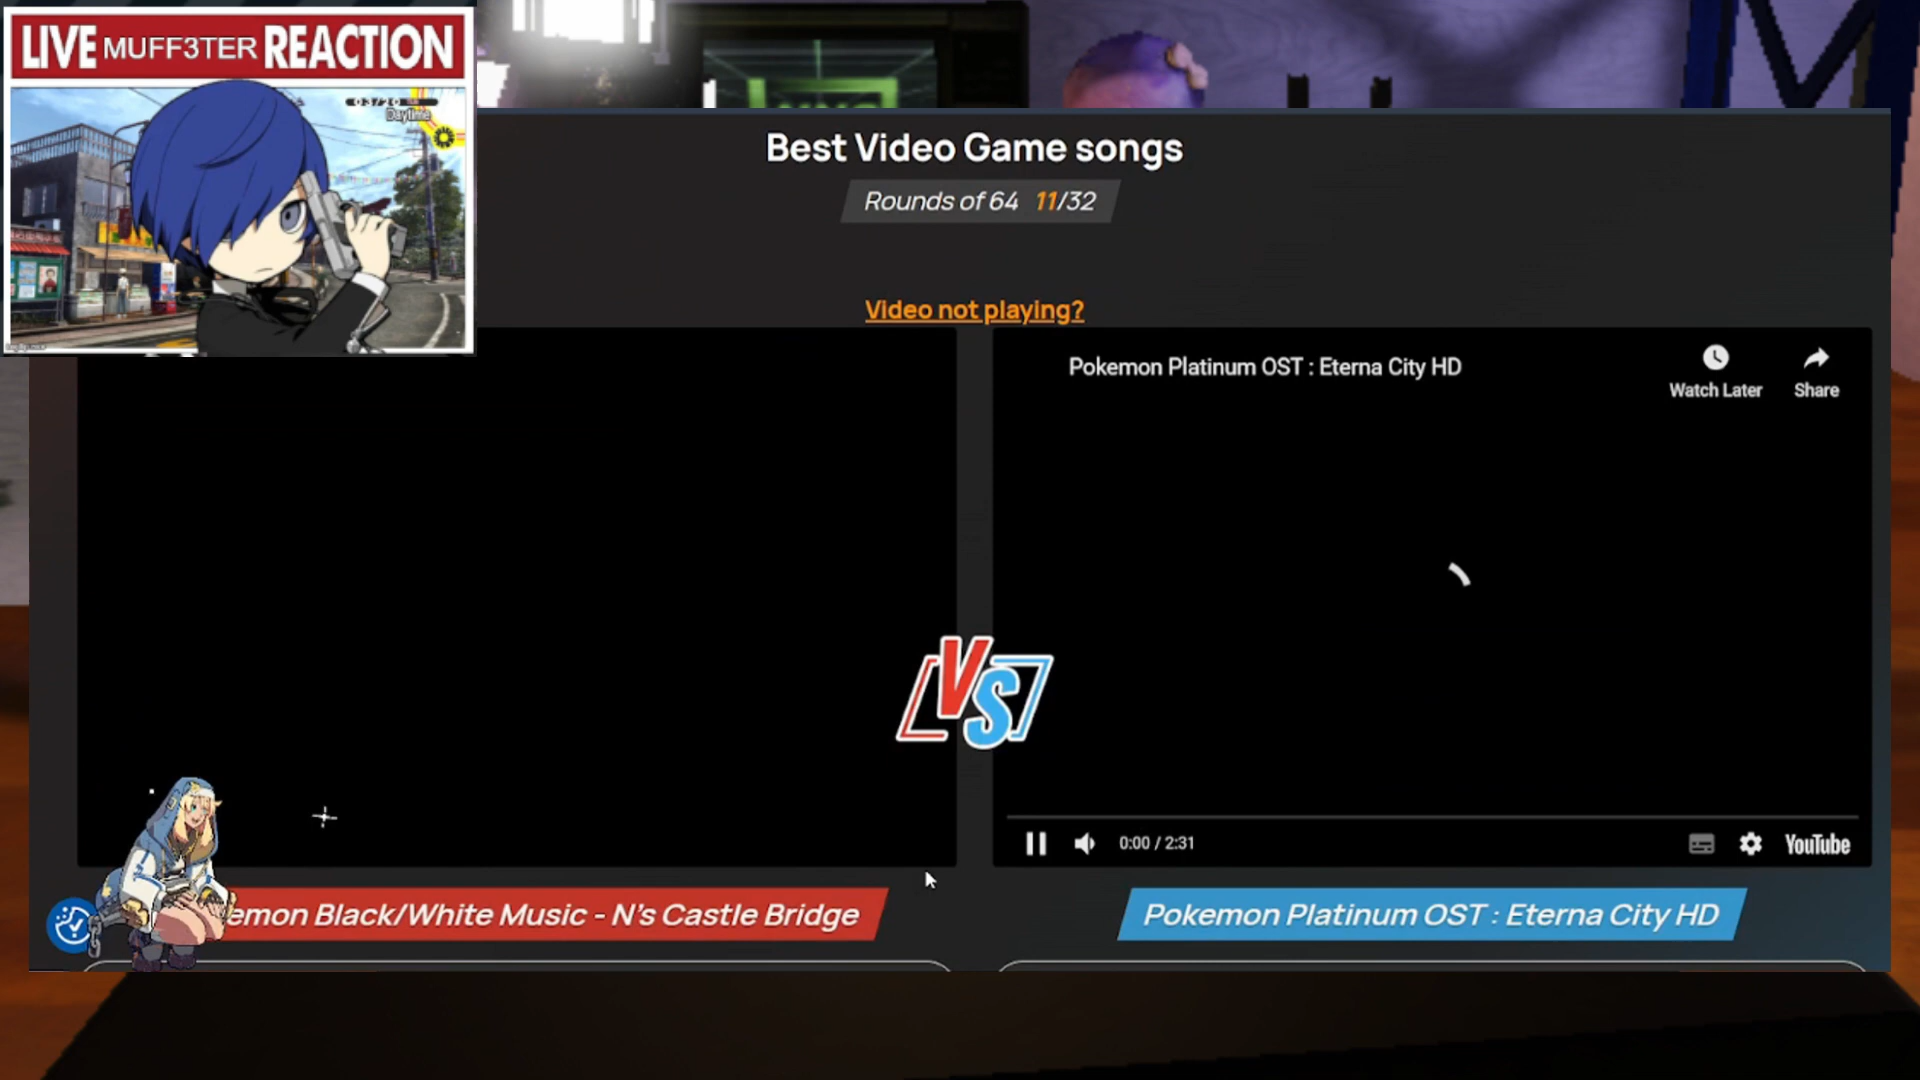 LIVE MUFF3TER REACTION
03/20
Daytime
Best Video Game songs
Rounds of 64 11/32
Video not playing?
Pokemon Platinum OST : Eterna City HD
Watch Later
Share
VS
0:00 / 2:31
YouTube
emon Black/White Music - N's Castle Bridge
Pokemon Platinum OST : Eterna City HD